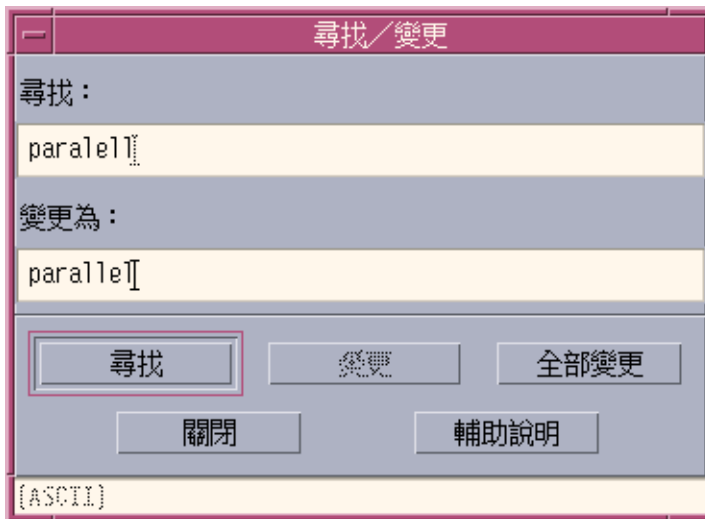 尋找／變更
尋找：
paralell
變更為：
parallel
尋找 變更 全部變更
關閉 輔助說明
[ASCII]